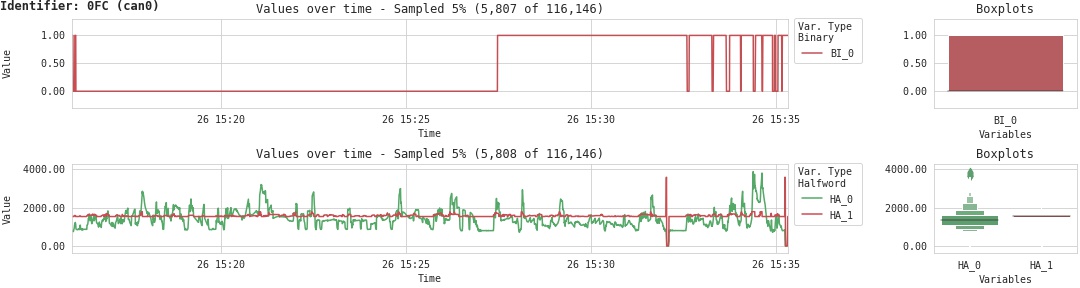 Identifier: 0FC (can0)
Values over time - Sampled 5% (5,807 of 116,146)
Boxplots
Value
1.00
0.50
0.00
26 15:20
26 15:25
26 15:30
26 15:35
Time
Var. Type
Binary
BI_0
1.00
0.50
0.00
BI_0
Variables
Values over time - Sampled 5% (5,808 of 116,146)
Boxplots
Value
4000.00
2000.00
0.00
26 15:20
26 15:25
26 15:30
26 15:35
Time
Var. Type
Halfword
HA_0
HA_1
4000.00
2000.00
0.00
HA_0 HA_1
Variables